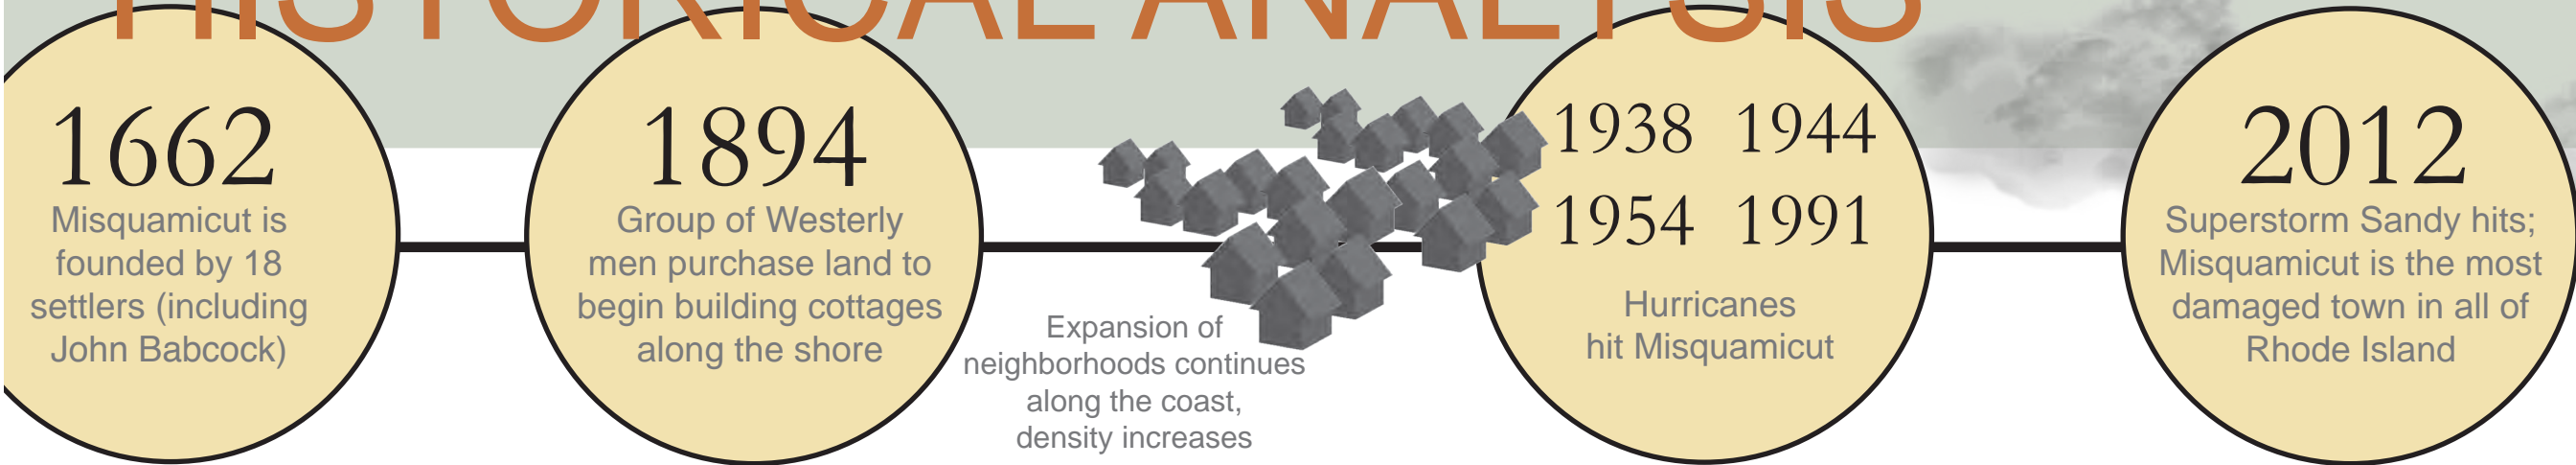 HISTORICAL ANALYSIS
1662
Misquamicut is
founded by 18
settlers (including
John Babcock)
1894
Group of Westerly
men purchase land to
begin building cottages
along the shore
Expansion of
neighborhoods continues
along the coast,
density increases
1938 1944
1954 1991
Hurricanes
hit Misquamicut
2012
Superstorm Sandy hits;
Misquamicut is the most
damaged town in all of
Rhode Island